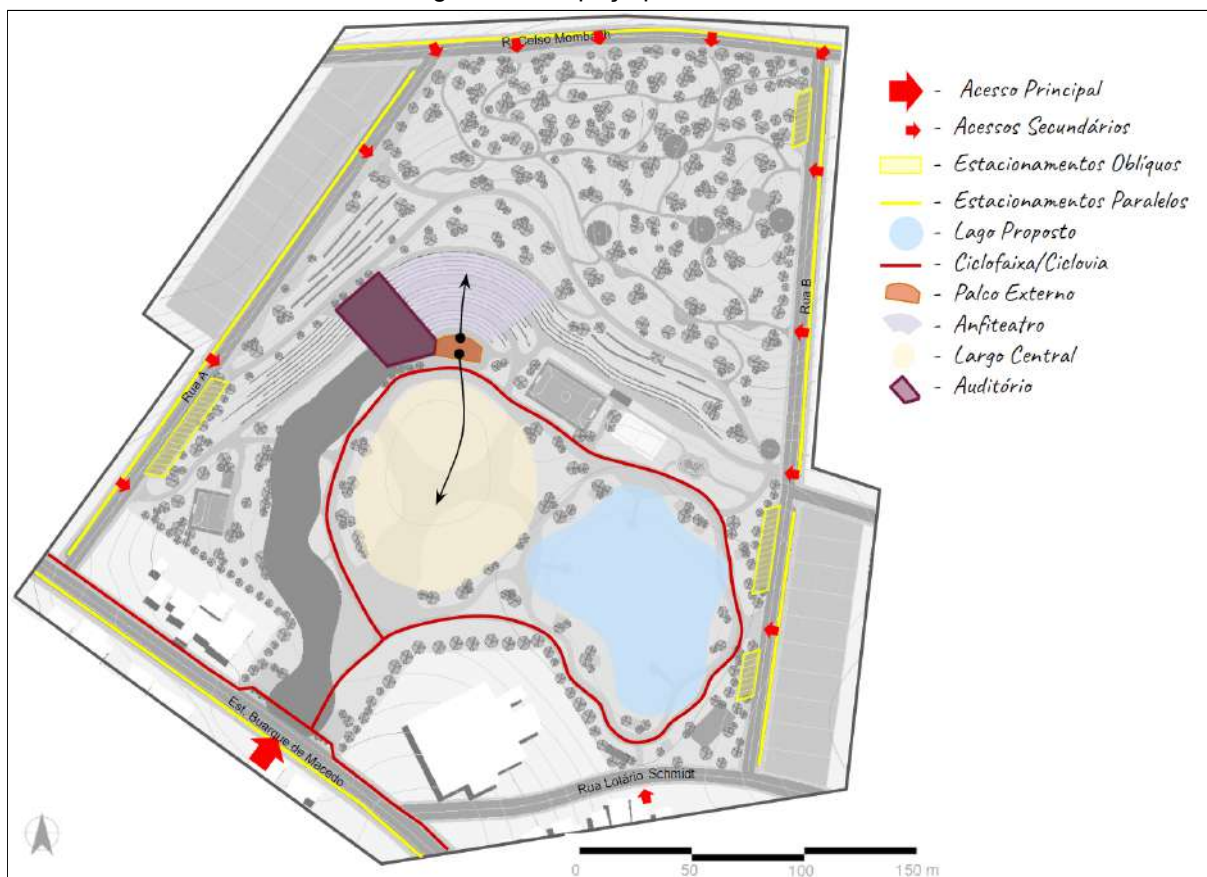 R. Celso Mombach
- Acesso Principal
- Acessos Secundários
- Estacionamentos Oblíquos
- Estacionamentos Paralelos
- Lago Proposto
- Ciclofaixa/Ciclovia
- Palco Externo
- Anfiteatro
- Largo Central
- Auditório
Rua B
Rua A
Est. Buarque de Macedo
Rua Lotário Schmidt
0 50 100 150 m